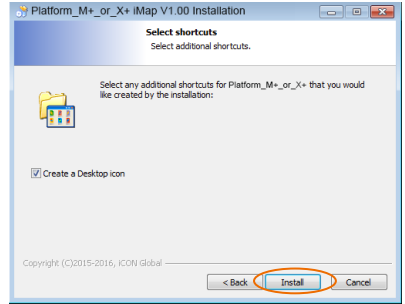 Platform_M+_or_X+ iMap V1.00 Installation
Select shortcuts
Select additional shortcuts.
Select any additional shortcuts for Platform_M+_or_X+ that you would
like created by the installation:
Create a Desktop icon
Copyright (C)2015-2016, iCON Global
< Back
Install
Cancel